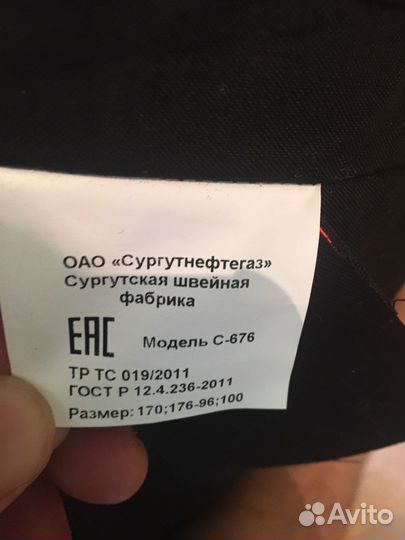 ОАО «Сургутнефтегаз»
Сургутская швейная
фабрика
ЕАС Модель С-676
ТР ТС 019/2011
ГОСТ Р 12.4.236-2011
Размер: 170;176-96;100
Avito